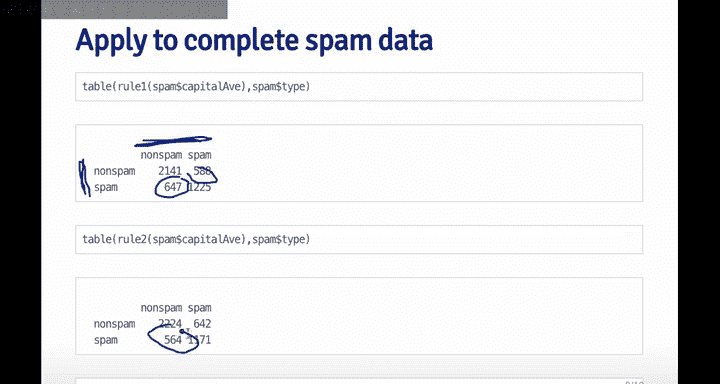 Apply to complete spam data
table(rule1(spam$capitalAve),spam$type)
nonspam spam
nonspam 2141 588
spam 647 1225
table(rule2(spam$capitalAve),spam$type)
nonspam spam
nonspam 2224 642
spam 564 1171